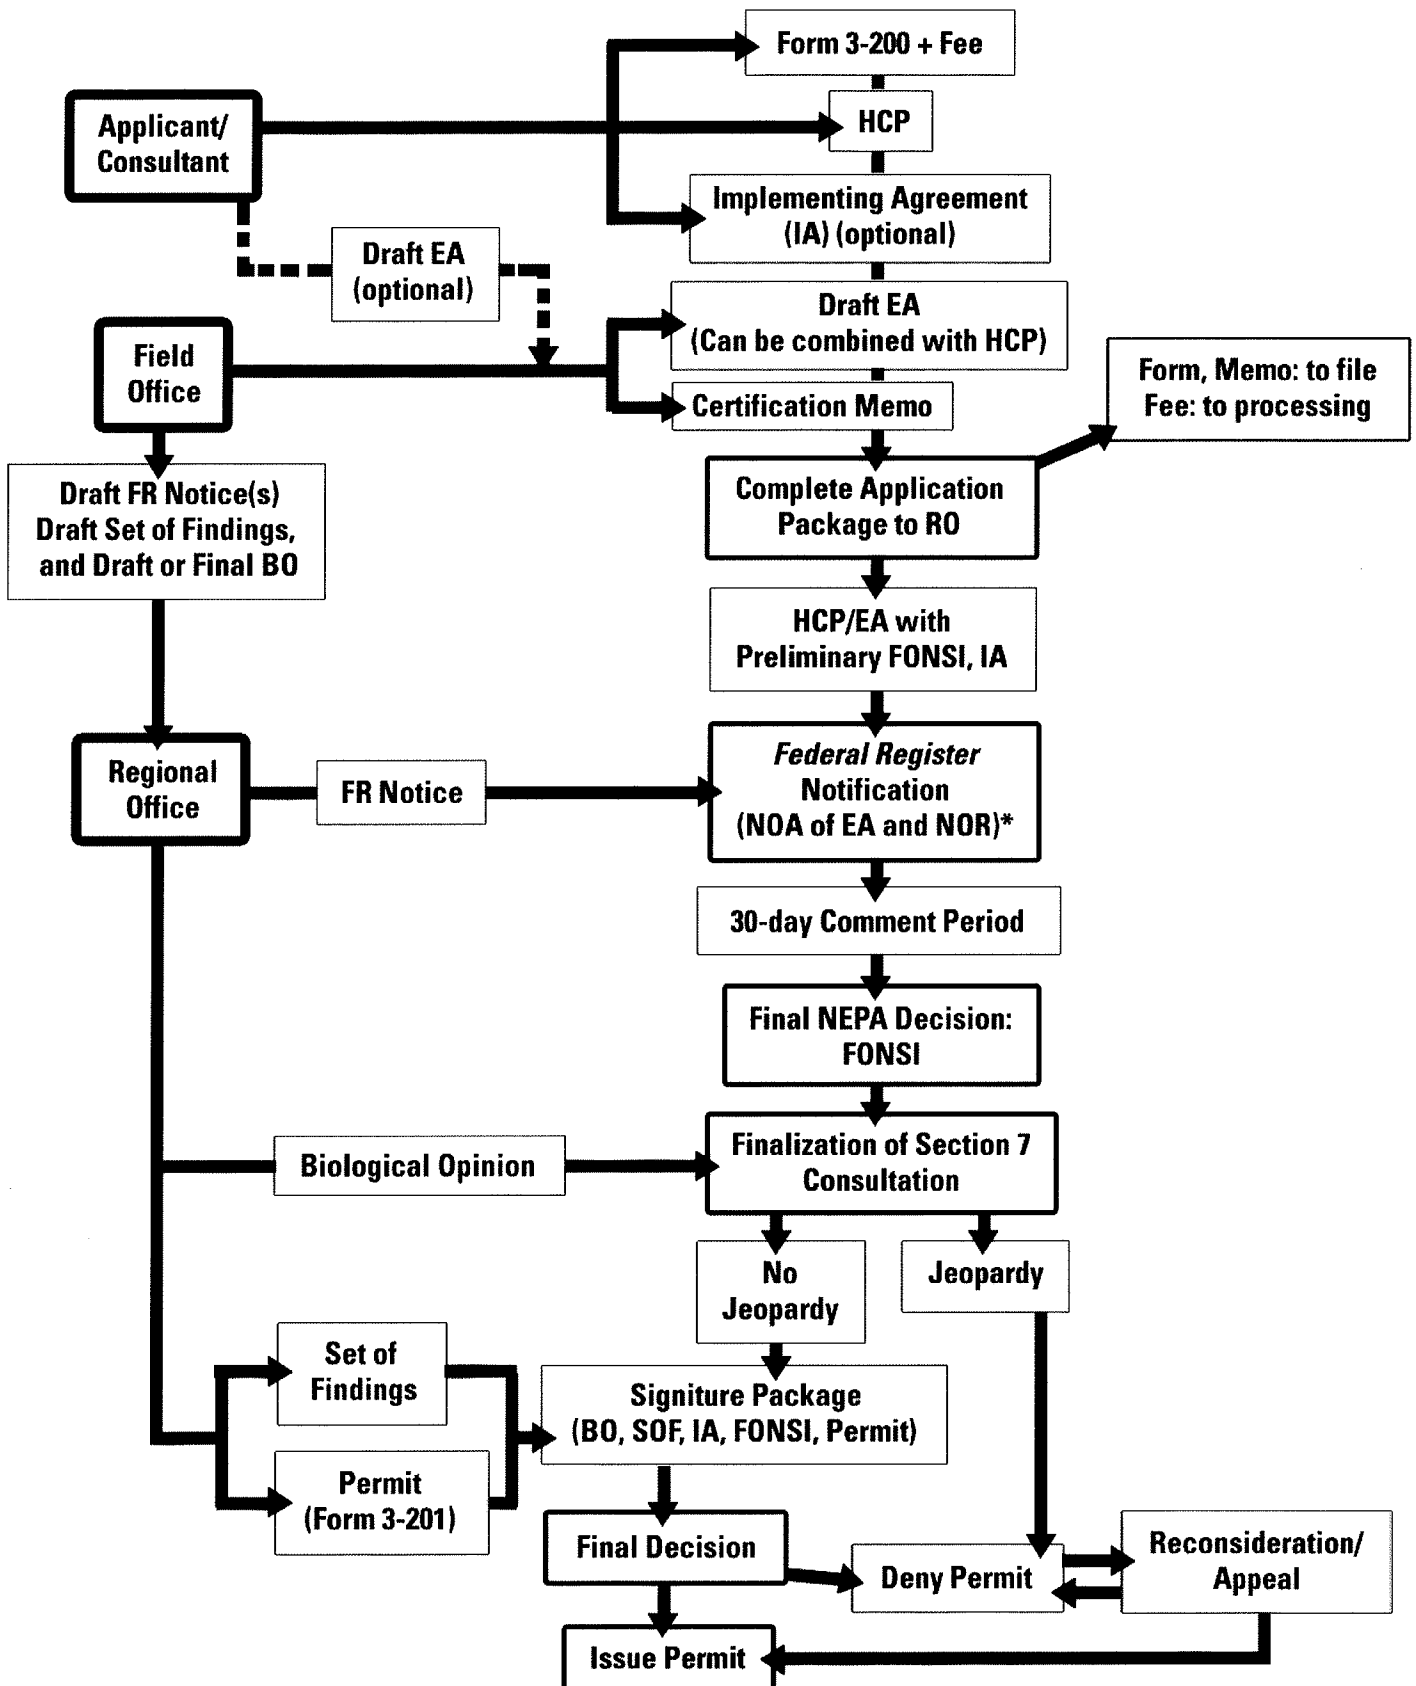 Form 3-200 + Fee
Applicant/
Consultant
HCP
Implementing Agreement
(IA) (optional)
Draft EA
(optional)
Draft EA
(Can be combined with HCP)
Field
Office
Form, Memo: to file
Fee: to processing
Certification Memo
Draft FR Notice(s)
Draft Set of Findings,
and Draft or Final BO
Complete Application
Package to RO
HCP/EA with
Preliminary FONSI, IA
Regional
Office
FR Notice
Federal Register
Notification
(NOA of EA and NOR)*
30-day Comment Period
Final NEPA Decision:
FONSI
Biological Opinion
Finalization of Section 7
Consultation
No
Jeopardy
Jeopardy
Set of
Findings
Signiture Package
(BO, SOF, IA, FONSI, Permit)
Permit
(Form 3-201)
Final Decision
Deny Permit
Reconsideration/
Appeal
Issue Permit